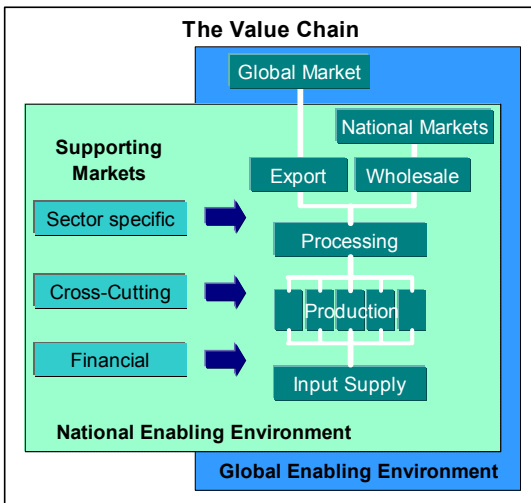 The Value Chain
Global Market
National Markets
Supporting
Markets
Export
Wholesale
Sector specific
Processing
Cross-Cutting
Production
Financial
Input Supply
National Enabling Environment
Global Enabling Environment